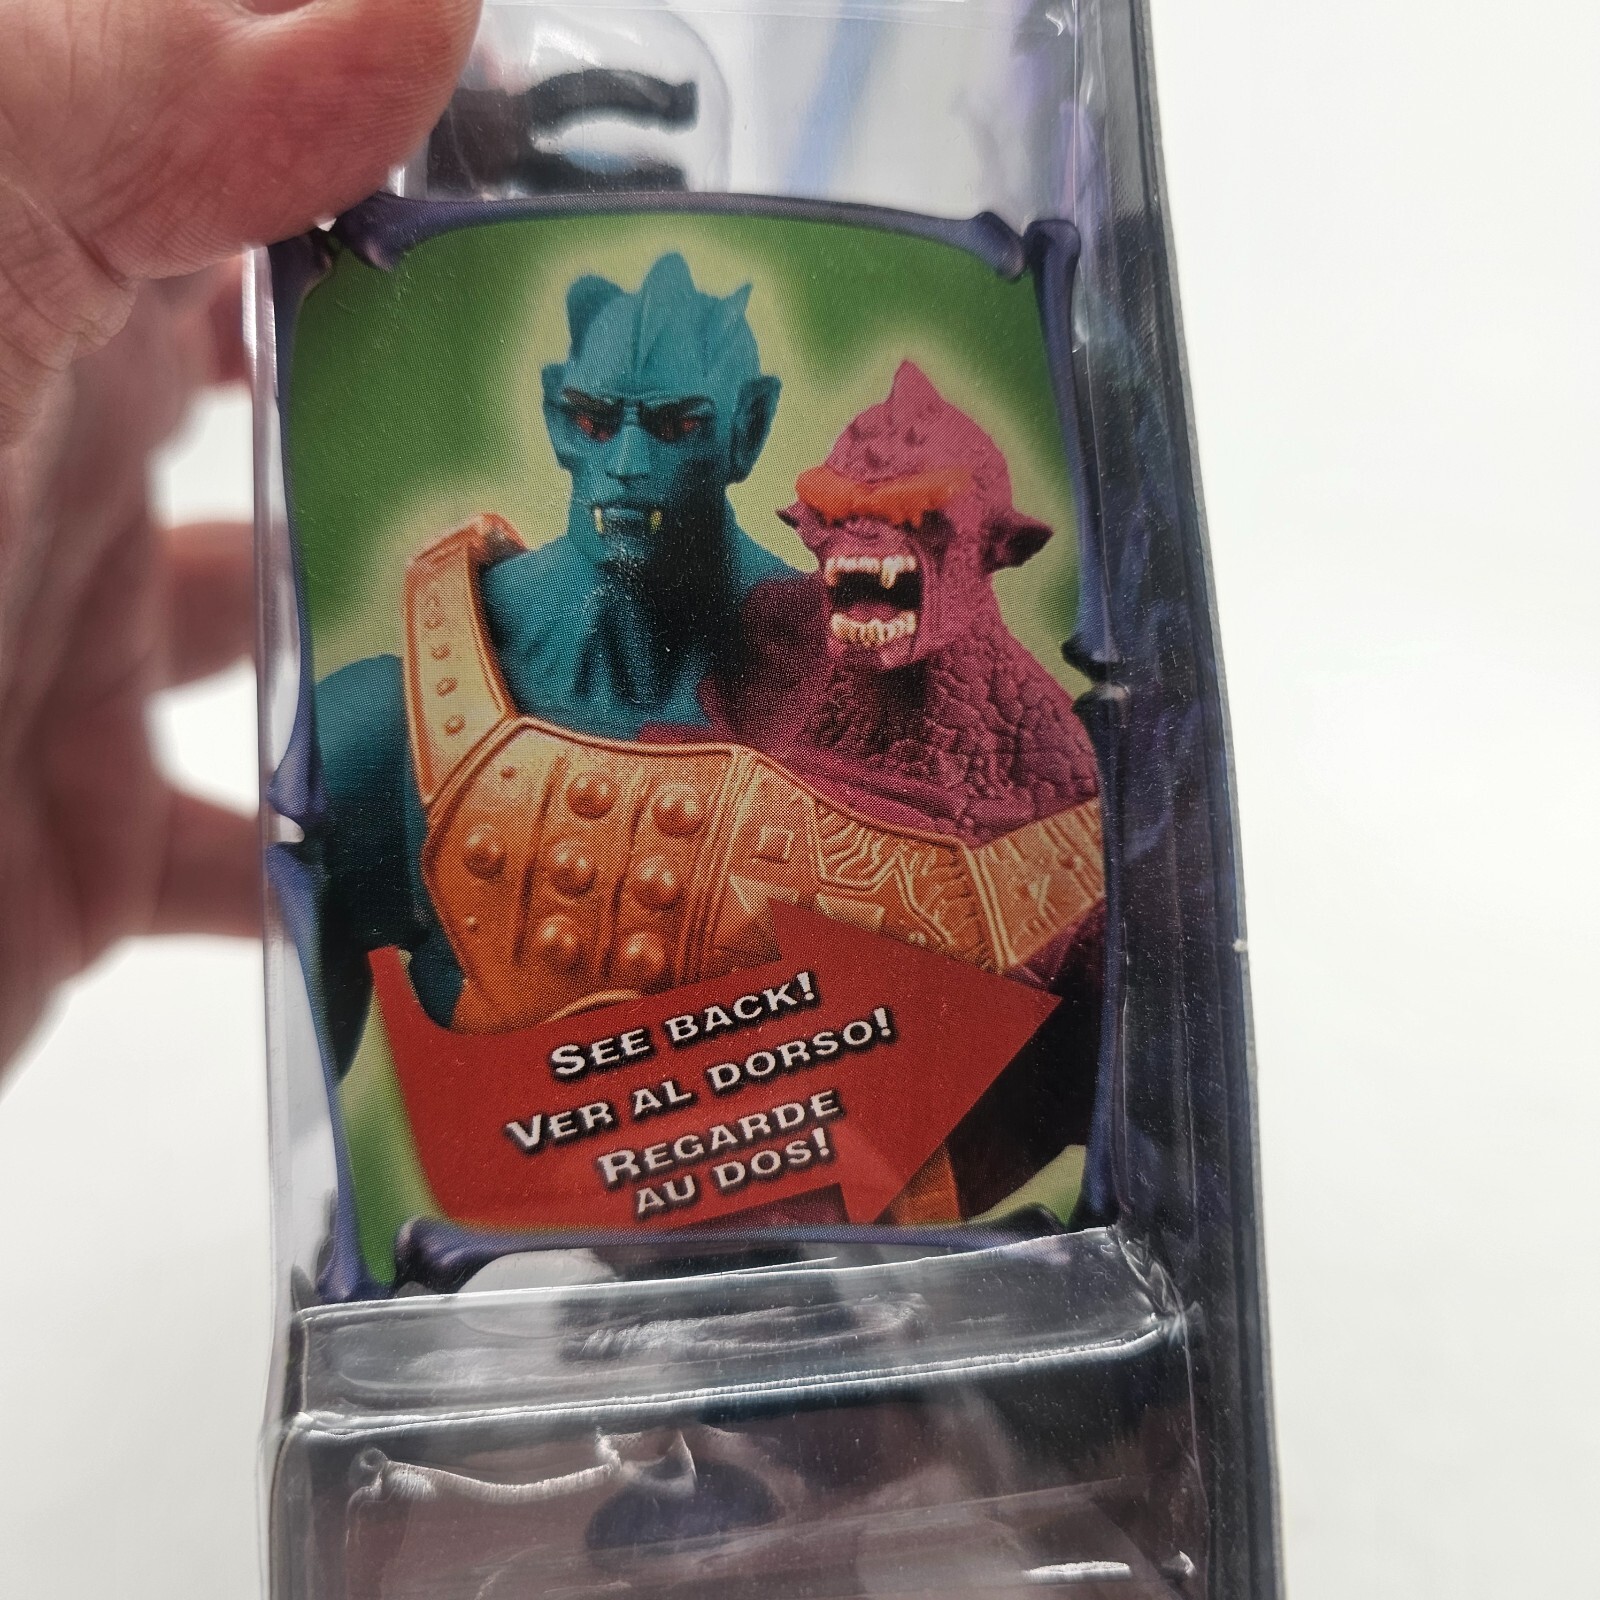 SEE BACK!
VER AL DORSO!
REGARDE
AU DOS!